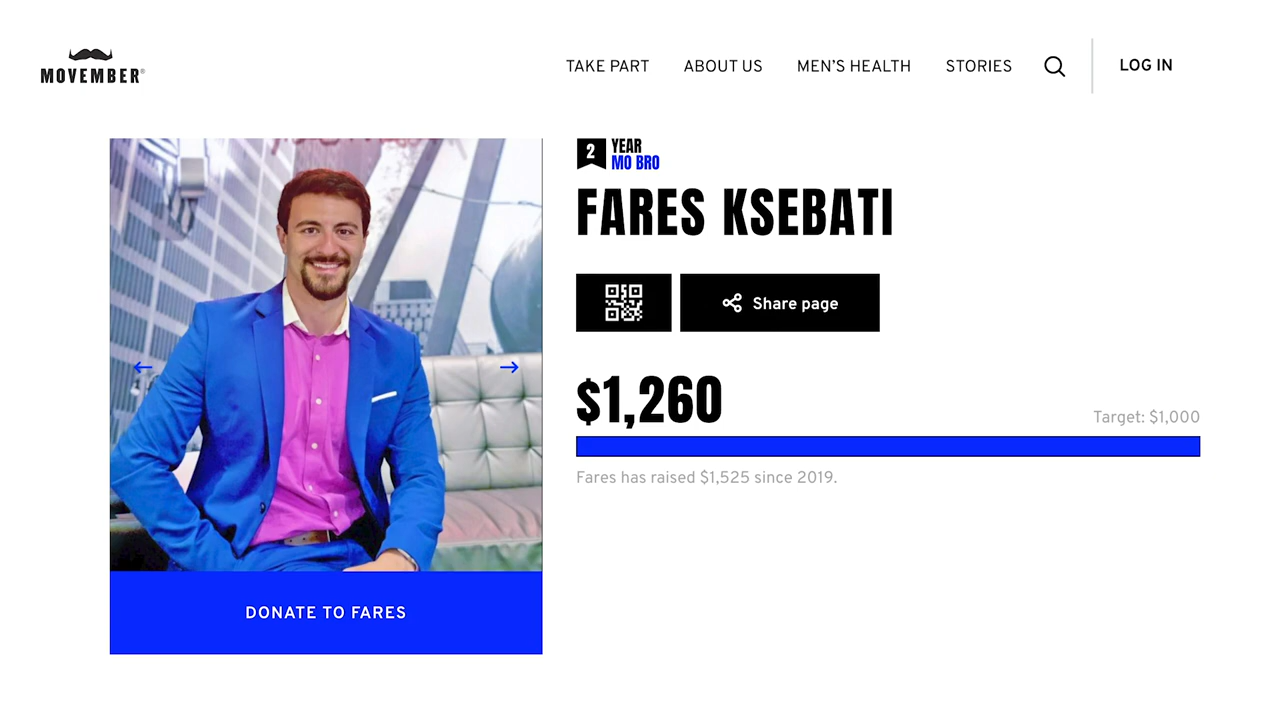 MOVEMBER®
TAKE PART
ABOUT US
MEN'S HEALTH
STORIES
LOG IN
2
YEAR
MO BRO
FARES KSEBATI
Share page
$1,260
Target: $1,000
Fares has raised $1,525 since 2019.
DONATE TO FARES